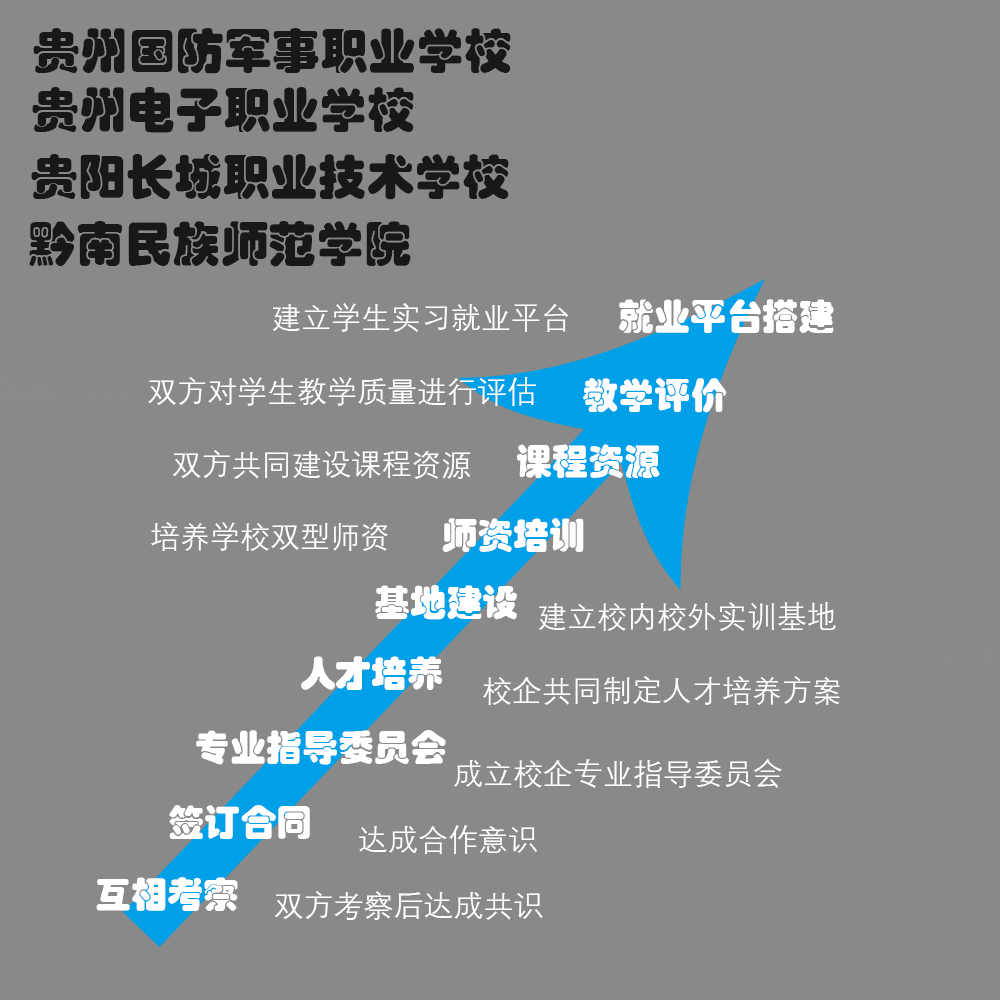 贵州国防军事职业学校
贵州电子职业学校
贵阳长城职业技术学校
黔南民族师范学院
建立学生实习就业平台 就业平台搭建
双方对学生教学质量进行评估 教学评价
双方共同建设课程资源 课程资源
培养学校双型师资 师资培训
基地建设 建立校内校外实训基地
人才培养 校企共同制定人才培养方案
专业指导委员会 成立校企专业指导委员会
签订合同 达成合作意识
互相考察 双方考察后达成共识